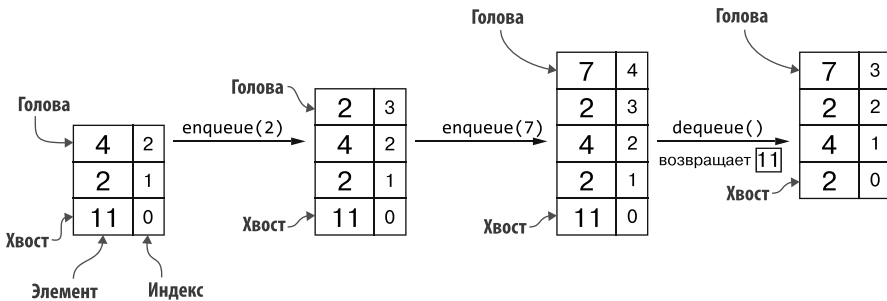 Голова
4 2
2 1
11 0
Хвост
Элемент
Индекс
enqueue(2)
Голова
2 3
4 2
2 1
11 0
Хвост
enqueue(7)
Голова
7 4
2 3
4 2
2 1
11 0
Хвост
dequeue()
возвращает 11
Голова
7 3
2 2
4 1
2 0
Хвост